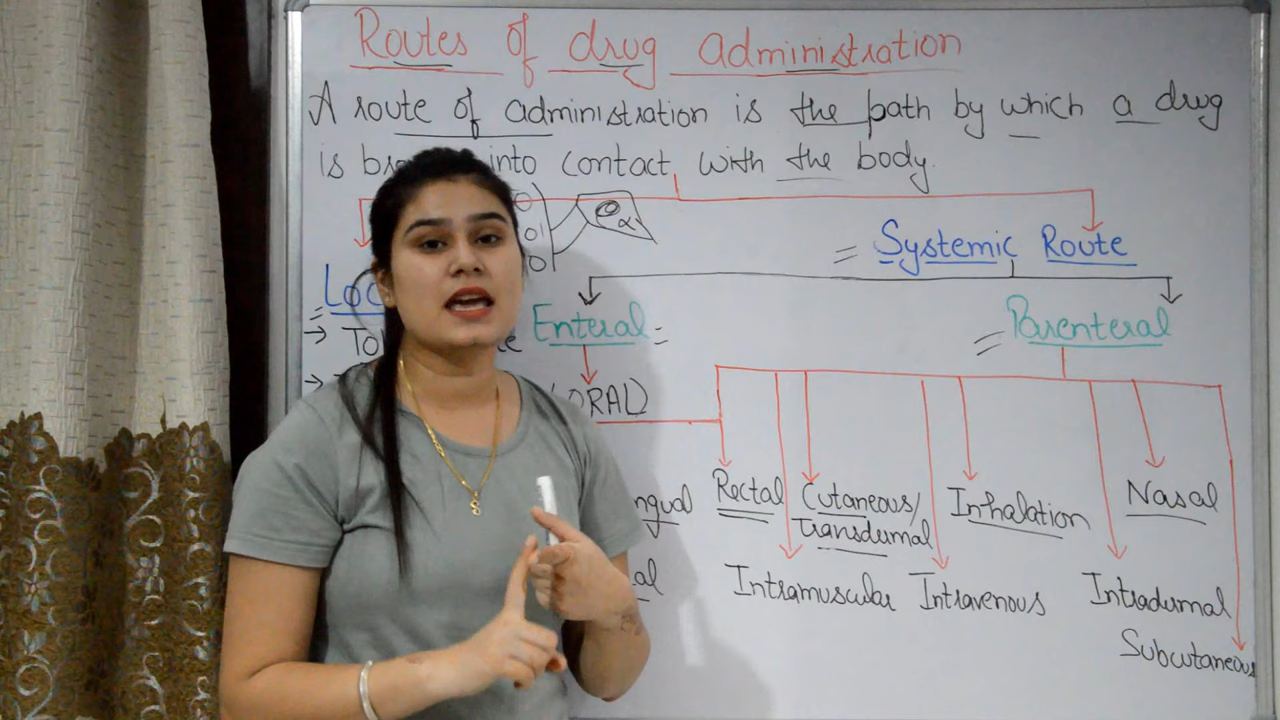 Routes of drug administration
A route of administration is the path by which a drug
is into contact with the body.
= Systemic Route
Enteral =
= Parenteral
(ORAL)
Rectal
Cutaneous/
Transdermal
Inhalation
Nasal
Intramuscular
Intravenous
Intradermal
Subcutaneous